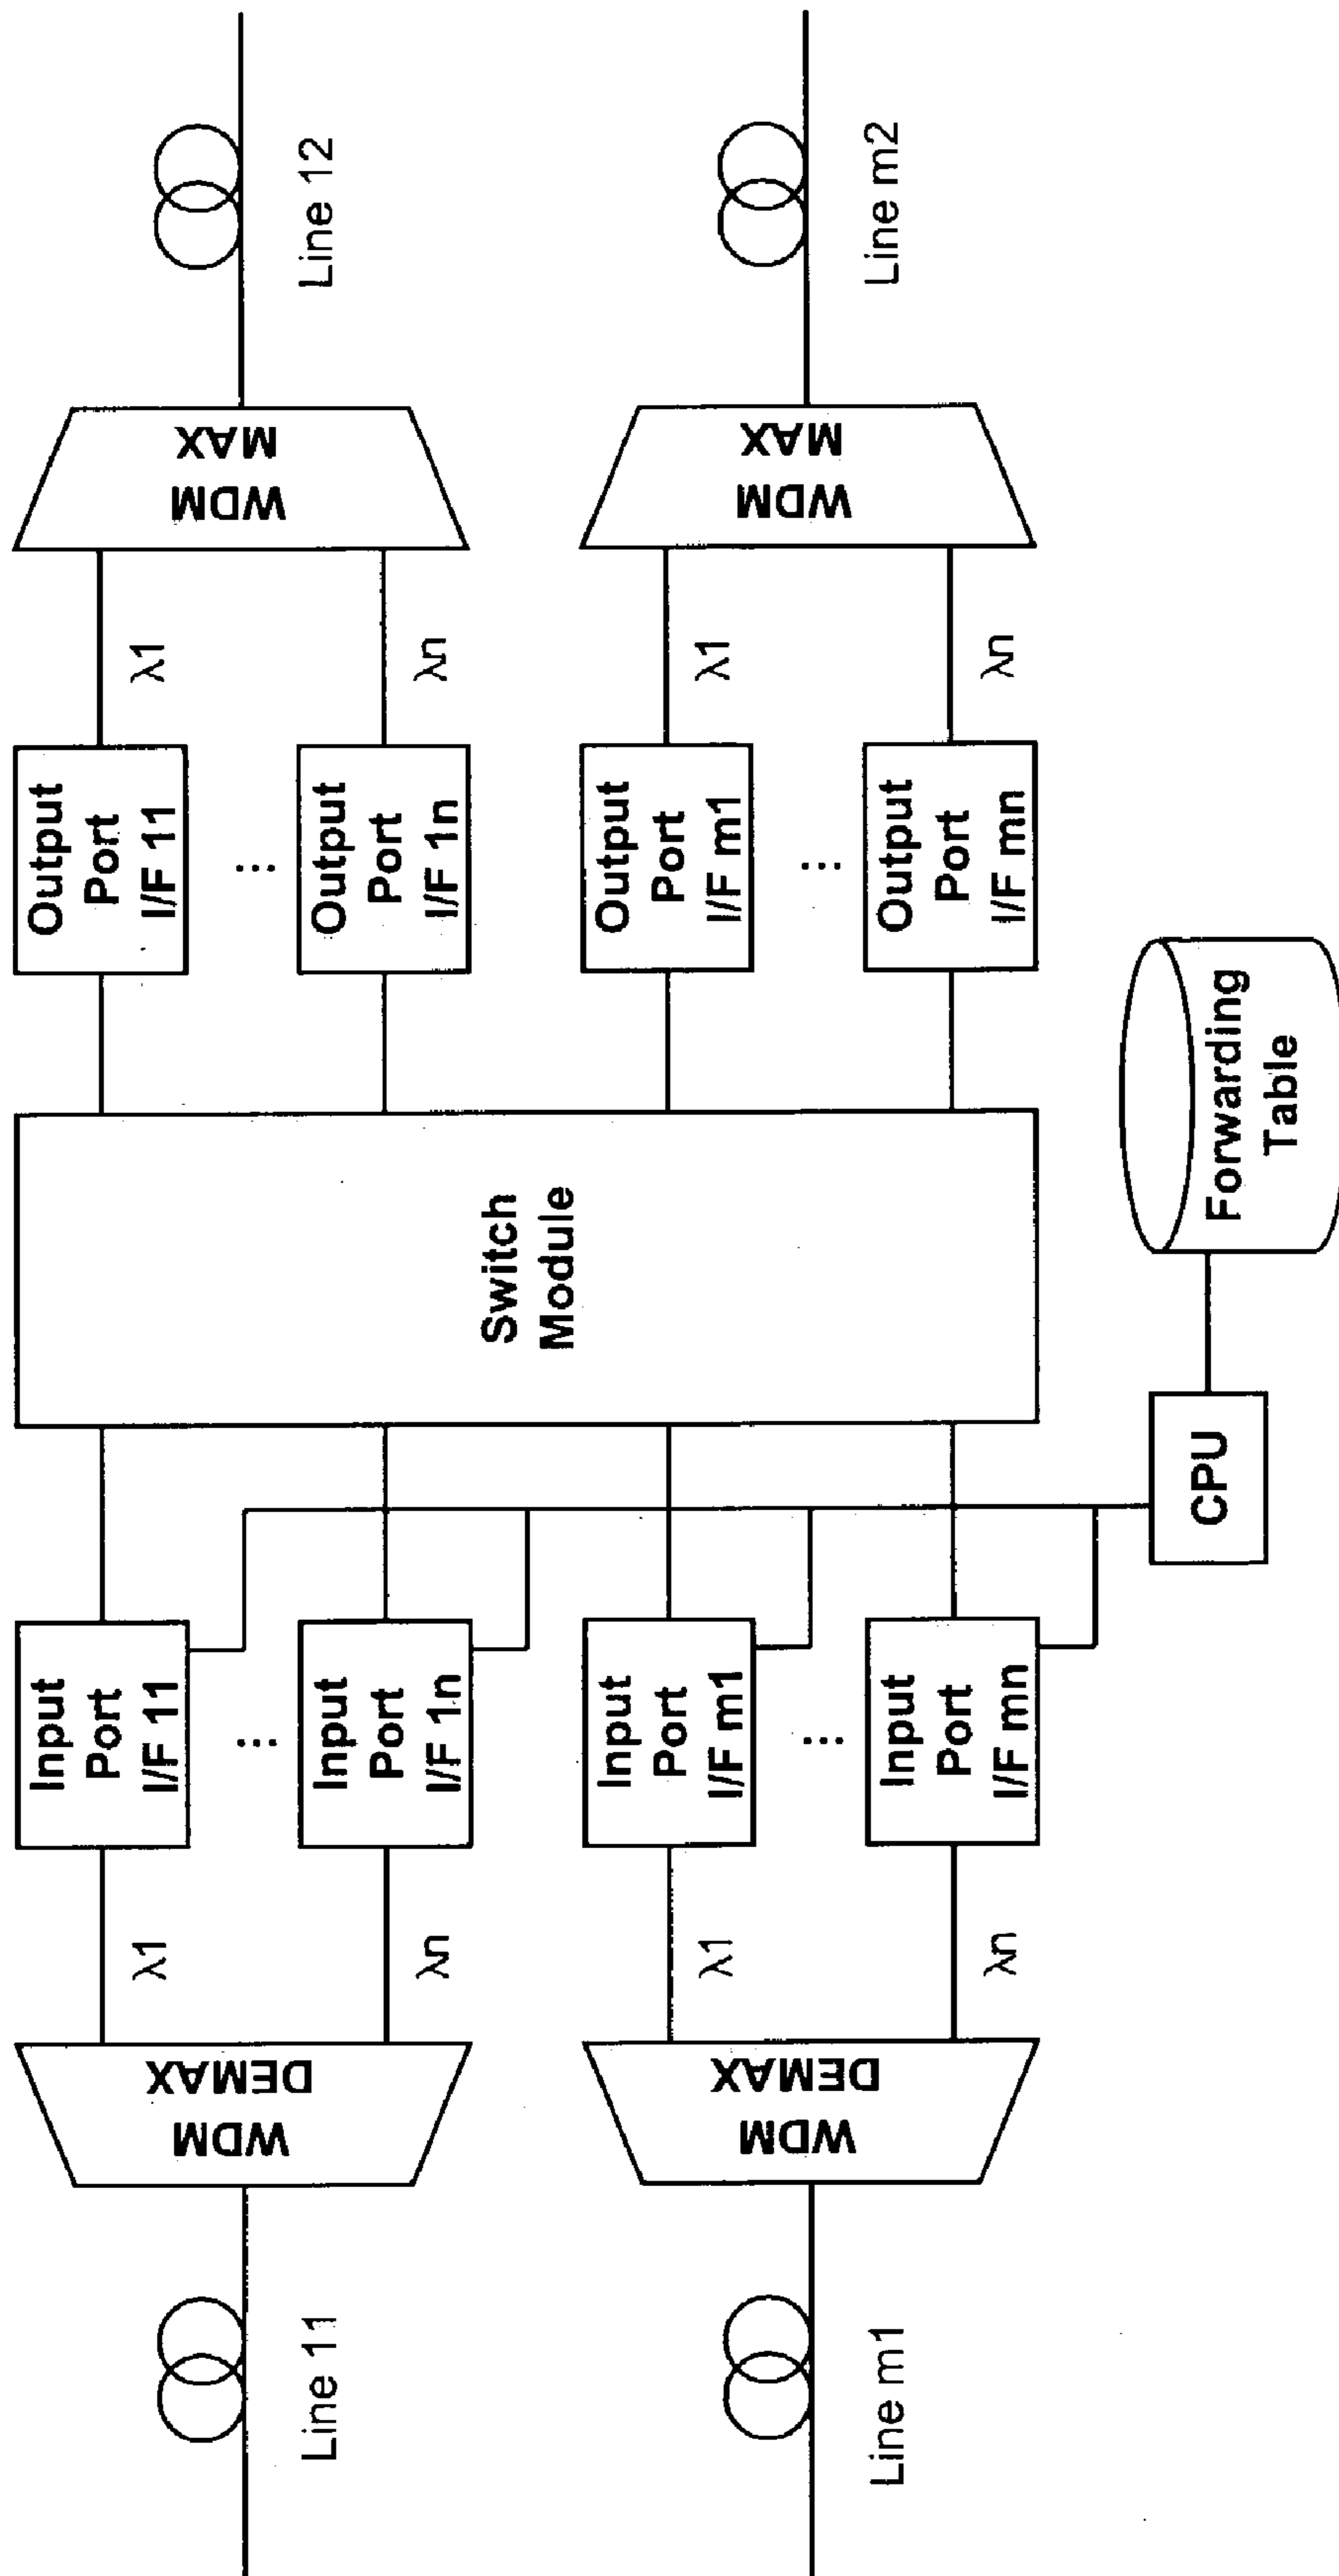 Line 11
WDM
DEMAX
λ1
λn
Input
Port
I/F 11
...
Input
Port
I/F 1n
Line m1
WDM
DEMAX
λ1
λn
Input
Port
I/F m1
...
Input
Port
I/F mn
Switch
Module
CPU
Forwarding
Table
Output
Port
I/F 11
...
Output
Port
I/F 1n
λ1
λn
WDM
MAX
Line 12
Output
Port
I/F m1
...
Output
Port
I/F mn
λ1
λn
WDM
MAX
Line m2